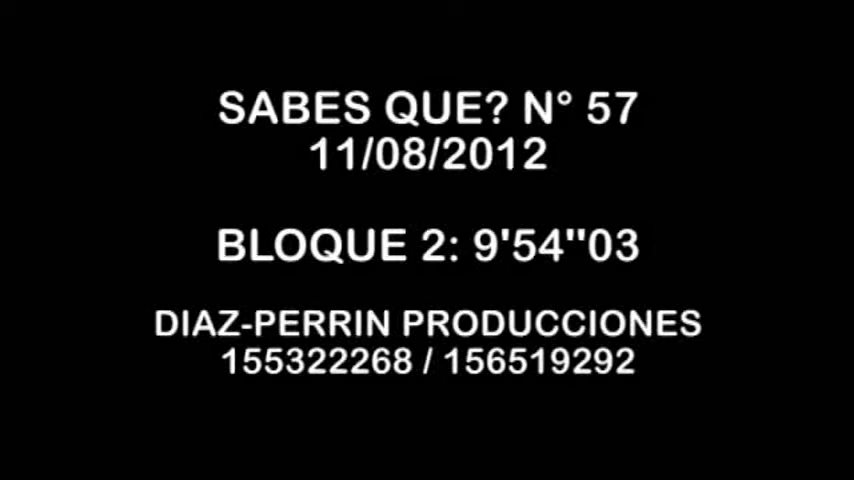 SABES QUE? N° 57
11/08/2012
BLOQUE 2: 9'54"03
DIAZ-PERRIN PRODUCCIONES
155322268 / 156519292